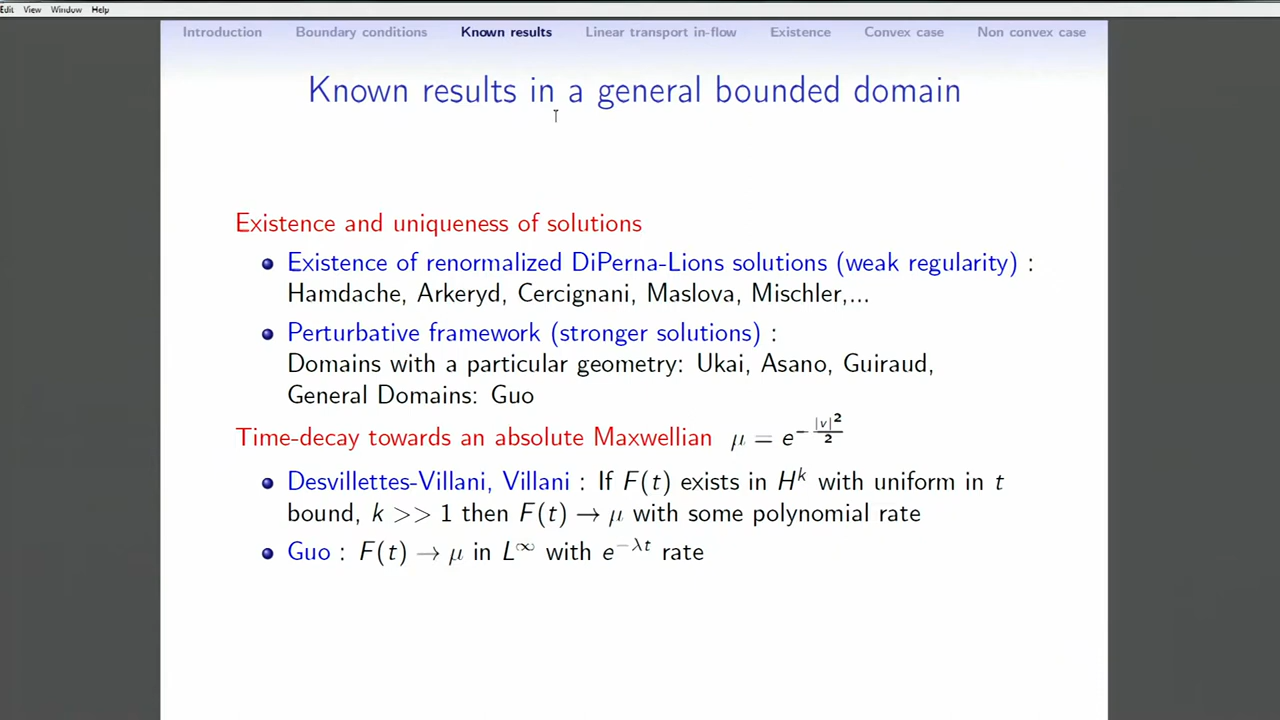 Edit View Window Help
Introduction Boundary conditions Known results Linear transport in-flow Existence Convex case Non convex case
Known results in a general bounded domain
Existence and uniqueness of solutions
Existence of renormalized DiPerna-Lions solutions (weak regularity) :
Hamdache, Arkeryd, Cercignani, Maslova, Mischler,...
Perturbative framework (stronger solutions) :
Domains with a particular geometry: Ukai, Asano, Guiraud,
General Domains: Guo
Time-decay towards an absolute Maxwellian μ = e^{-\frac{|v|^2}{2}}
Desvillettes-Villani, Villani : If F(t) exists in H^k with uniform in t
bound, k >> 1 then F(t) → μ with some polynomial rate
Guo : F(t) → μ in L^∞ with e^{-λt} rate